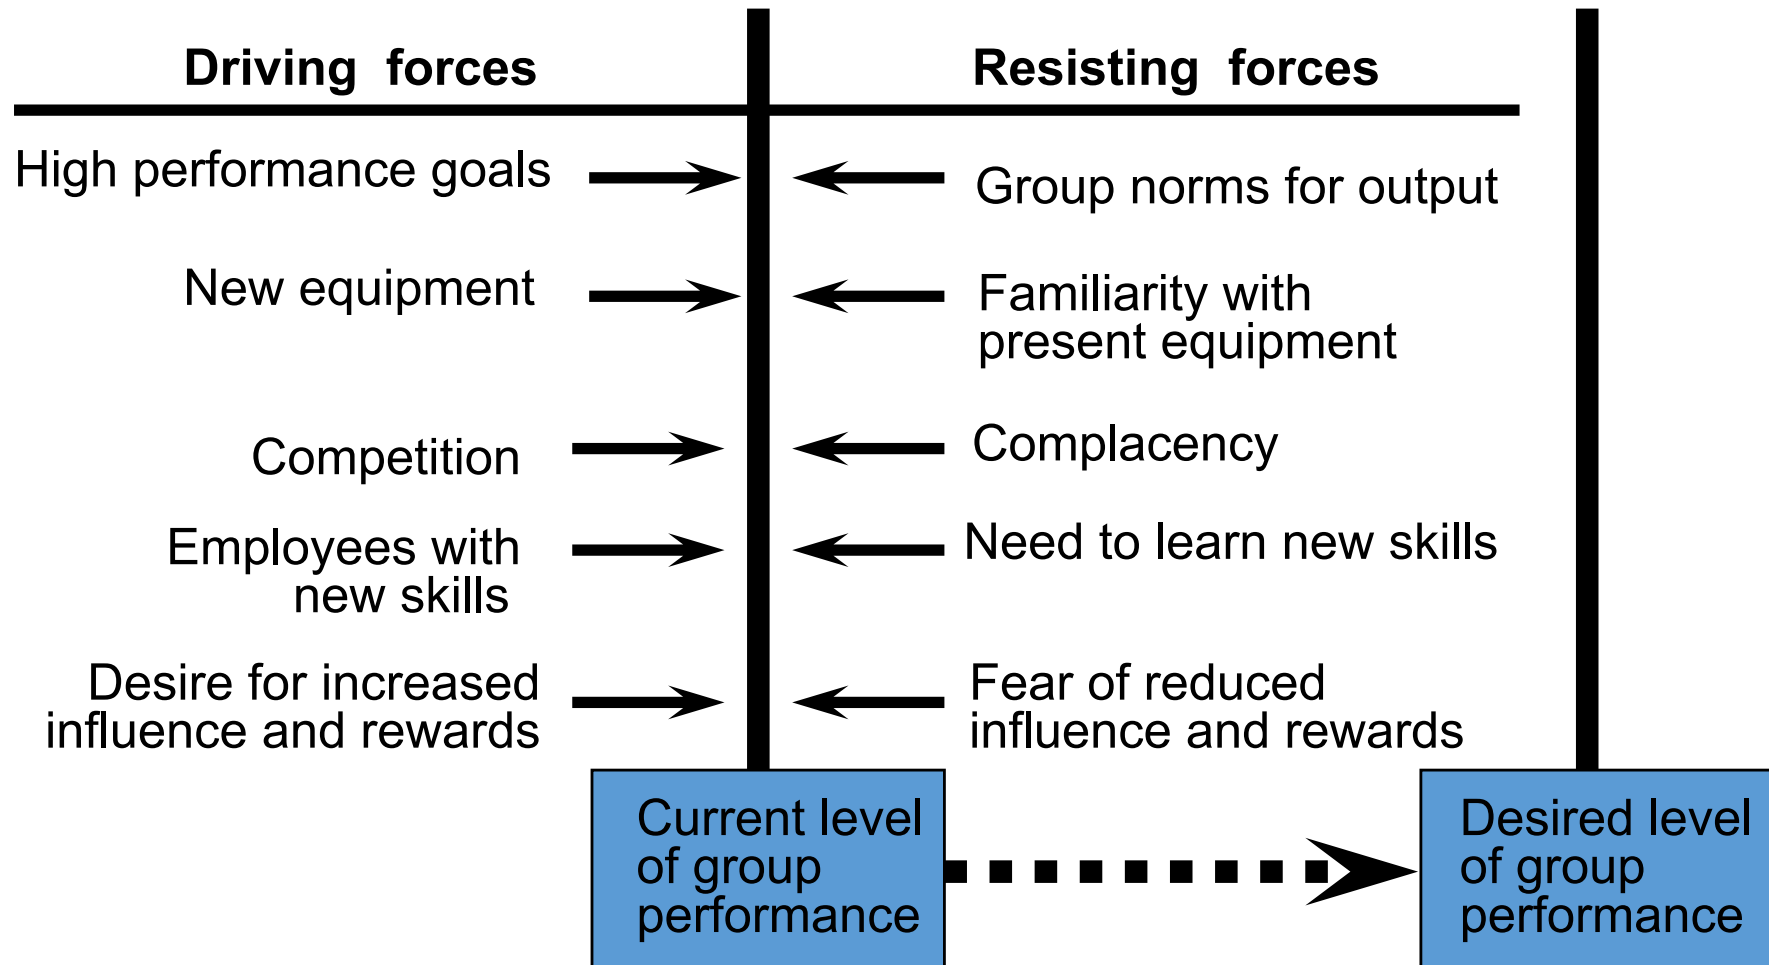 Driving forces
Resisting forces
High performance goals
Group norms for output
New equipment
Familiarity with
present equipment
Competition
Complacency
Employees with
new skills
Need to learn new skills
Desire for increased
influence and rewards
Fear of reduced
influence and rewards
Current level
of group
performance
Desired level
of group
performance